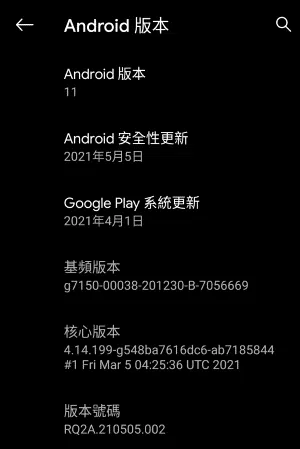 Android 版本
Android 版本
11
Android 安全性更新
2021年5月5日
Google Play 系統更新
2021年4月1日
基頻版本
g7150-00038-201230-B-7056669
核心版本
4.14.199-g548ba7616dc6-ab7185844
#1 Fri Mar 5 04:25:36 UTC 2021
版本號碼
RQ2A.210505.002